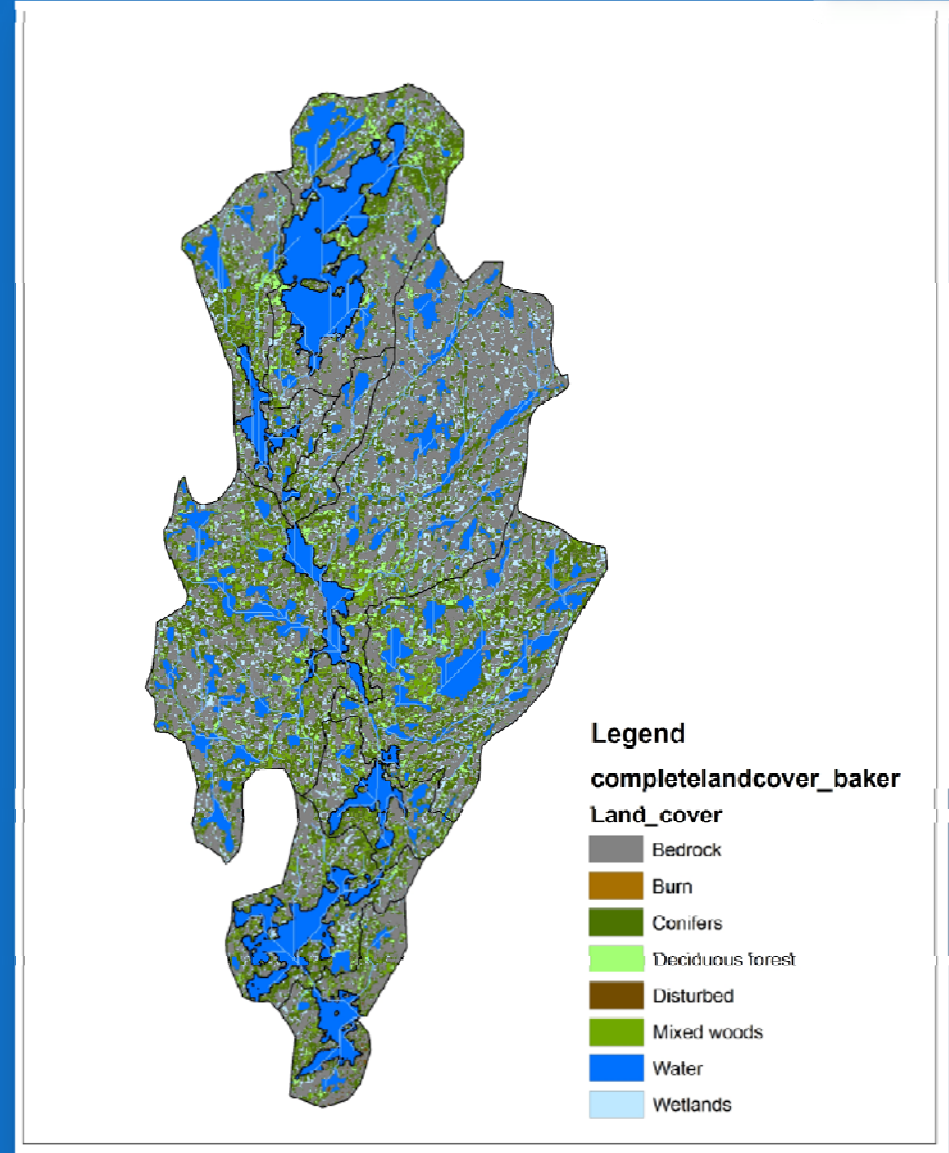 Legend
completelandcover_baker
Land_cover
Bedrock
Burn
Conifers
Deciduous forest
Disturbed
Mixed woods
Water
Wetlands